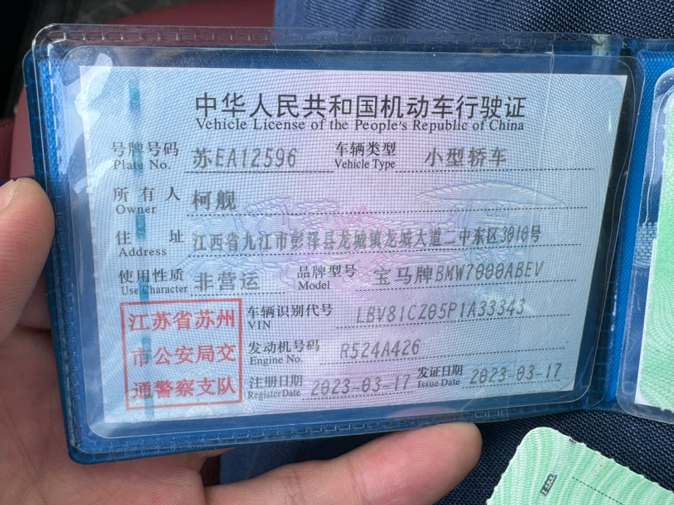 中华人民共和国机动车行驶证
Vehicle License of the People's Republic of China
号牌号码 苏EA12596 车辆类型 小型轿车
Plate No. Vehicle Type
所有人 柯舰
Owner
住址 江西省九江市彭泽县龙城镇龙城大道二中东区3010号
Address
使用性质 非营运 品牌型号 宝马牌BMW7000ABEV
Use Character Model
江苏省苏州
市公安局交
通警察支队
车辆识别代号 LBV81CZ05P1A33343
VIN
发动机号码 R524A426
Engine No.
注册日期 2023-03-17 发证日期 2023-03-17
Register Date Issue Date